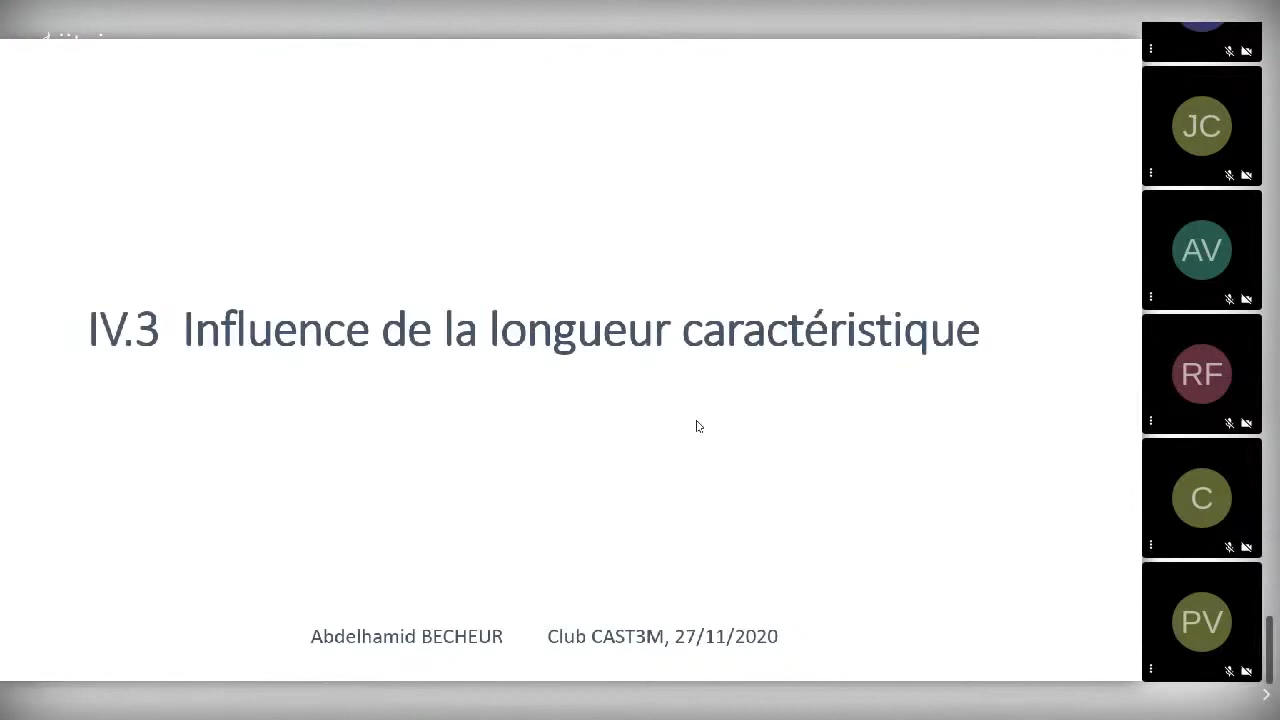 JC
AV
IV.3 Influence de la longueur caractéristique
RF
C
Abdelhamid BECHEUR Club CAST3M, 27/11/2020
PV